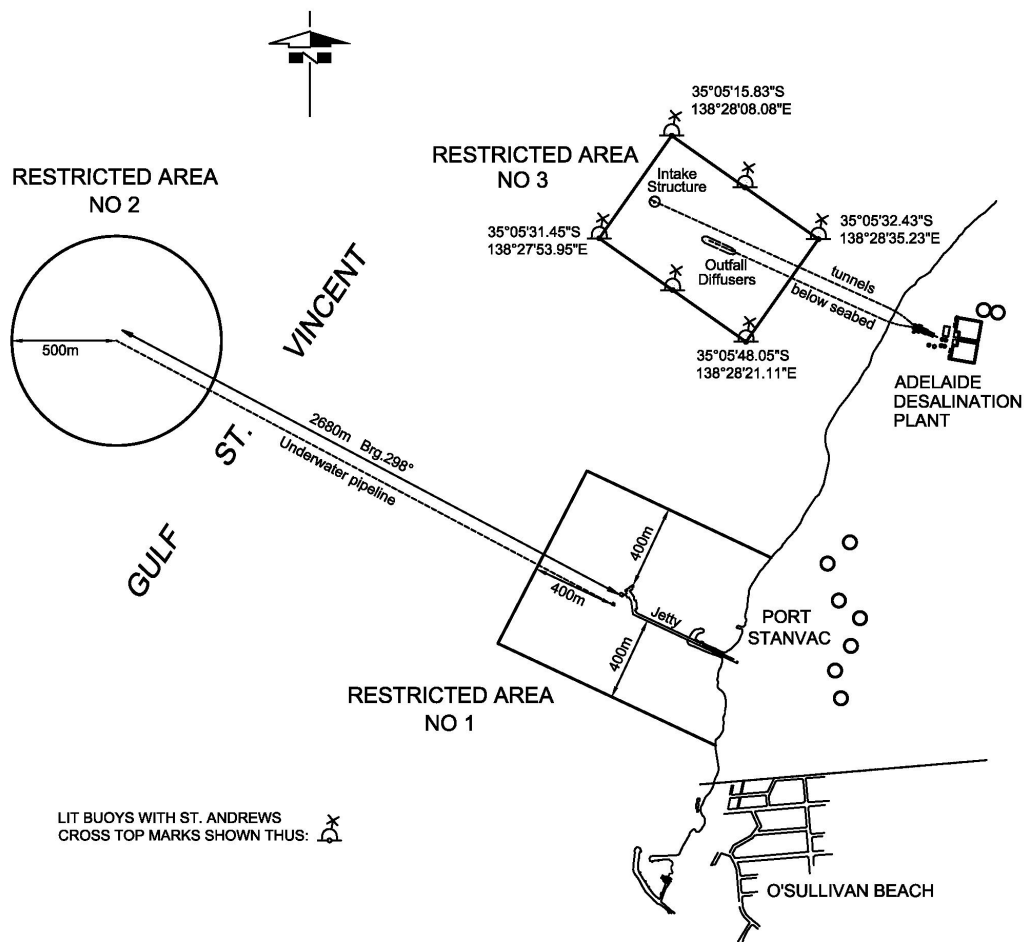 N
35°05'15.83"S
138°28'08.08"E
RESTRICTED AREA
NO 3
RESTRICTED AREA
NO 2
Intake
Structure
35°05'31.45"S
138°27'53.95"E
35°05'32.43"S
138°28'35.23"E
Outfall
Diffusers
tunnels
below seabed
500m
35°05'48.05"S
138°28'21.11"E
ADELAIDE
DESALINATION
PLANT
GULF ST. VINCENT
2680m Brg.298°
Underwater pipeline
400m
400m
Jetty
400m
PORT
STANVAC
RESTRICTED AREA
NO 1
LIT BUOYS WITH ST. ANDREWS
CROSS TOP MARKS SHOWN THUS:
O'SULLIVAN BEACH